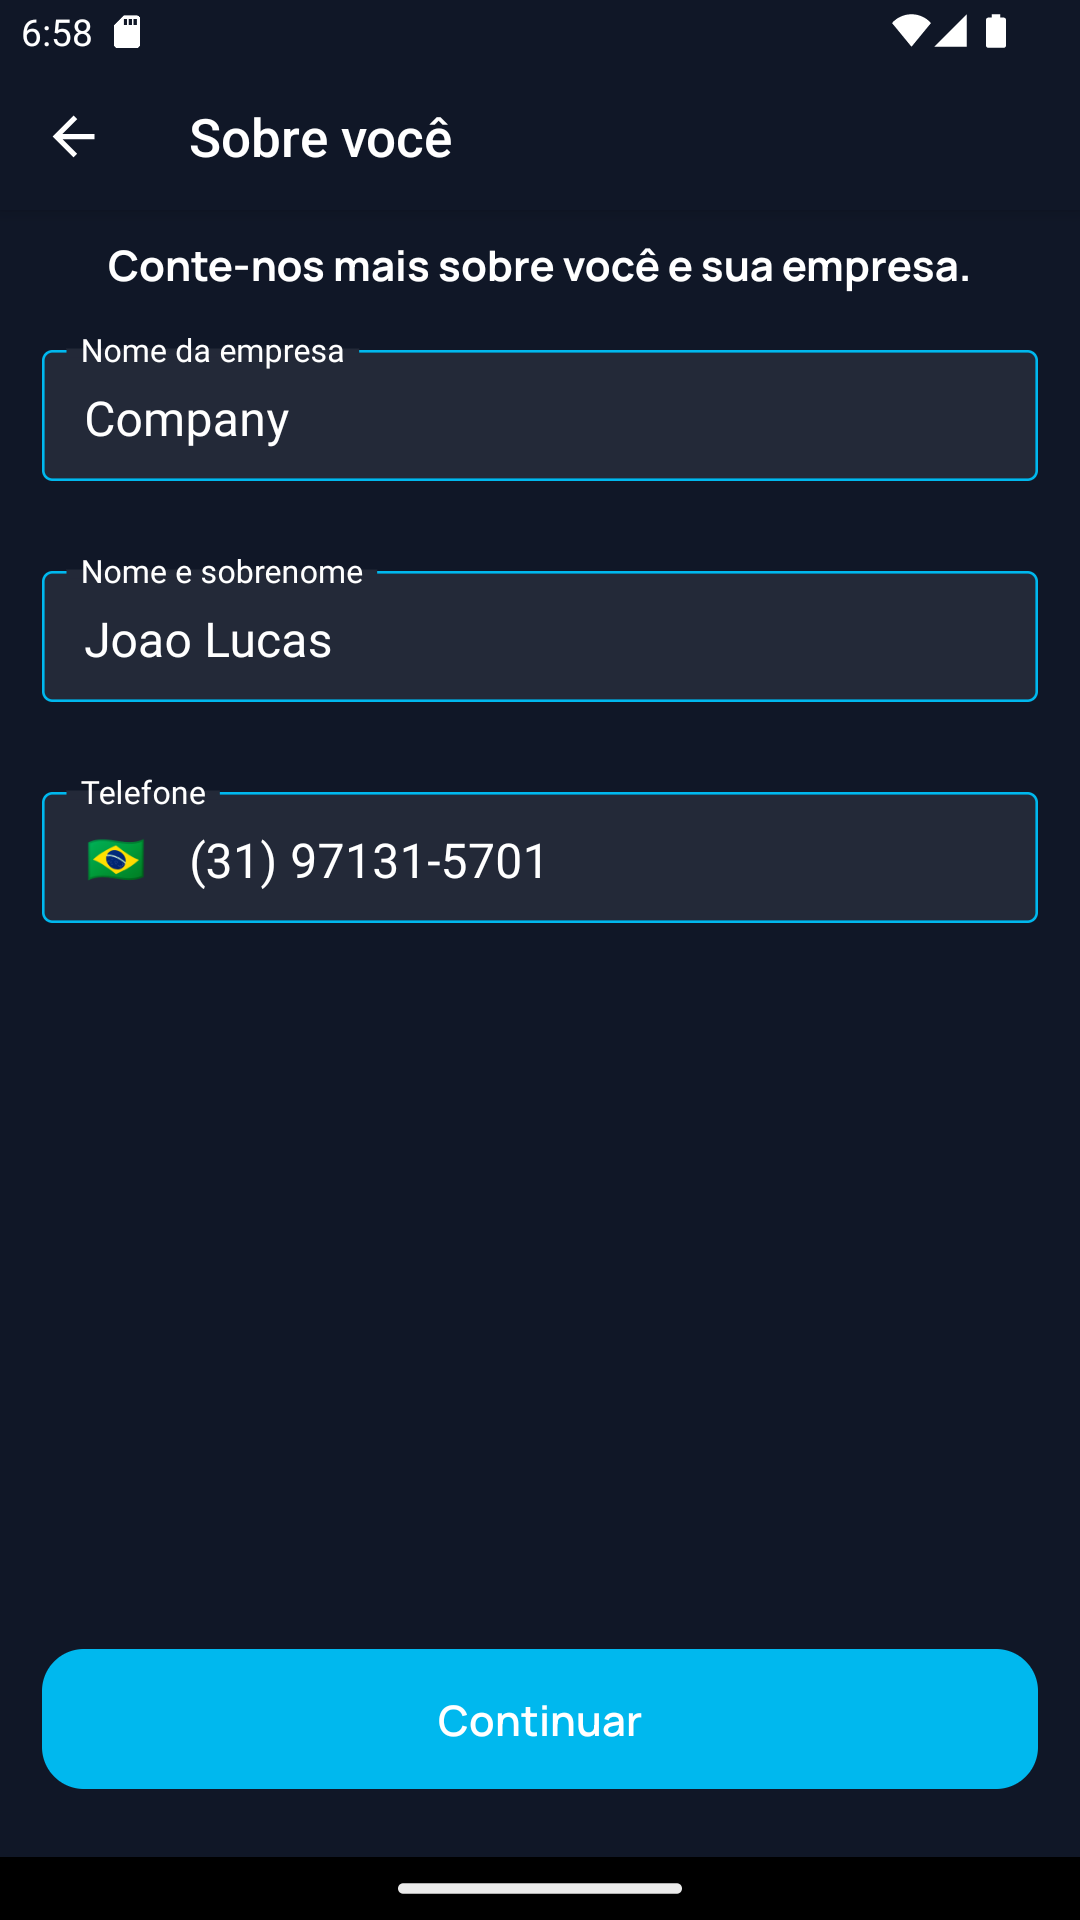 6:58
Sobre você
Conte-nos mais sobre você e sua empresa.
Nome da empresa
Company
Nome e sobrenome
Joao Lucas
Telefone
(31) 97131-5701
Continuar